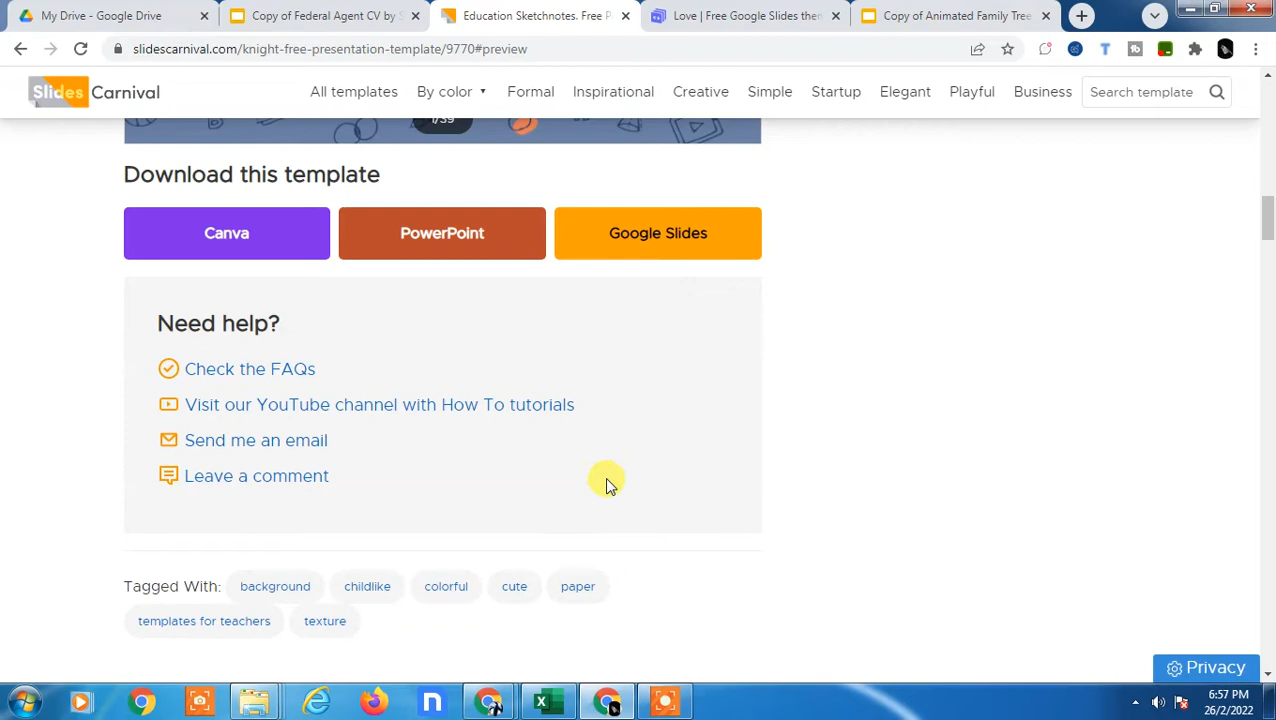 My Drive - Google Drive
Copy of Federal Agent CV by S
Education Sketchnotes. Free P
Love | Free Google Slides that
Copy of Animated Family Tree
slidescarnival.com/knight-free-presentation-template/9770#preview
Slides Carnival
All templates
By color
Formal
Inspirational
Creative
Simple
Startup
Elegant
Playful
Business
Search template
1/39
Download this template
Canva
PowerPoint
Google Slides
Need help?
Check the FAQs
Visit our YouTube channel with How To tutorials
Send me an email
Leave a comment
Tagged With: background childlike colorful cute paper
templates for teachers texture
Privacy
6:57 PM
26/2/2022